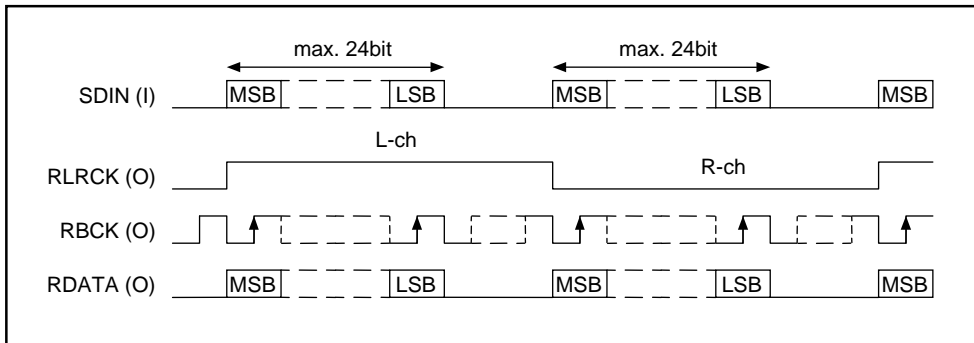 max. 24bit max. 24bit
SDIN (I) MSB LSB MSB LSB MSB
L-ch
RLRCK (O) R-ch
RBCK (O)
RDATA (O) MSB LSB MSB LSB MSB